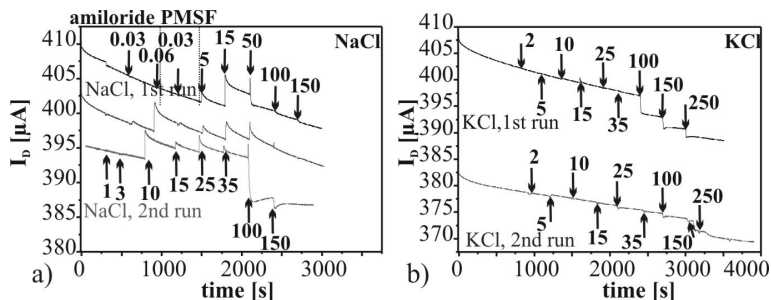 amiloride PMSF
a)
NaCl
I_D [µA]
410
405
400
395
390
385
380
0.03 0.03 15 50
0.06 5
100
150
NaCl, 1st run
1 3 10 15 25 35
100
150
NaCl, 2nd run
0 1000 2000 3000
time [s]
b)
KCl
I_D [µA]
410
400
390
380
370
2 10 25 100
150
250
5 15 35
KCl,1st run
2 10 25 100
250
5 15 35 150
KCl, 2nd run
0 1000 2000 3000 4000
time [s]